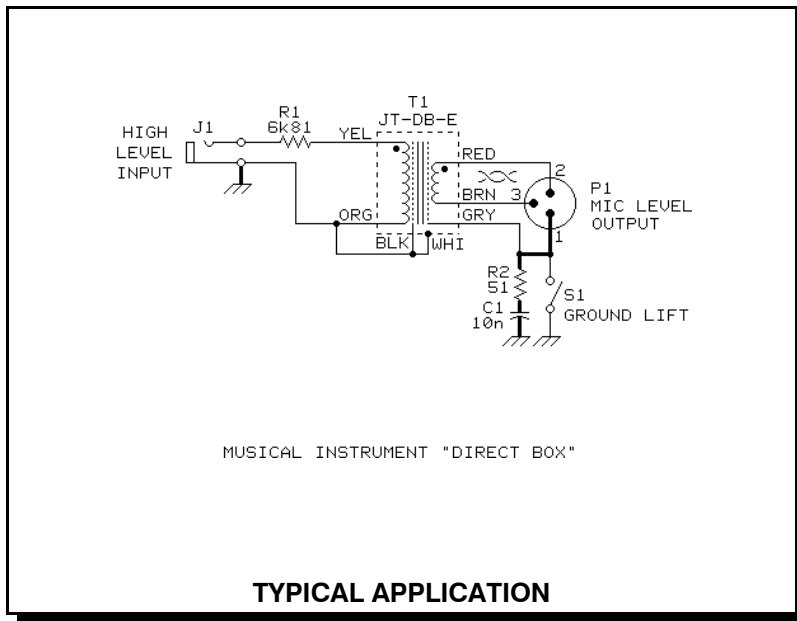 T1
JT-DB-E
R1
6k81
J1
HIGH
LEVEL
INPUT
YEL
RED
2
BRN 3
P1
MIC LEVEL
OUTPUT
ORG
GRY
1
BLK
WHI
R2
51
S1
C1
10n
GROUND LIFT
MUSICAL INSTRUMENT "DIRECT BOX"
TYPICAL APPLICATION